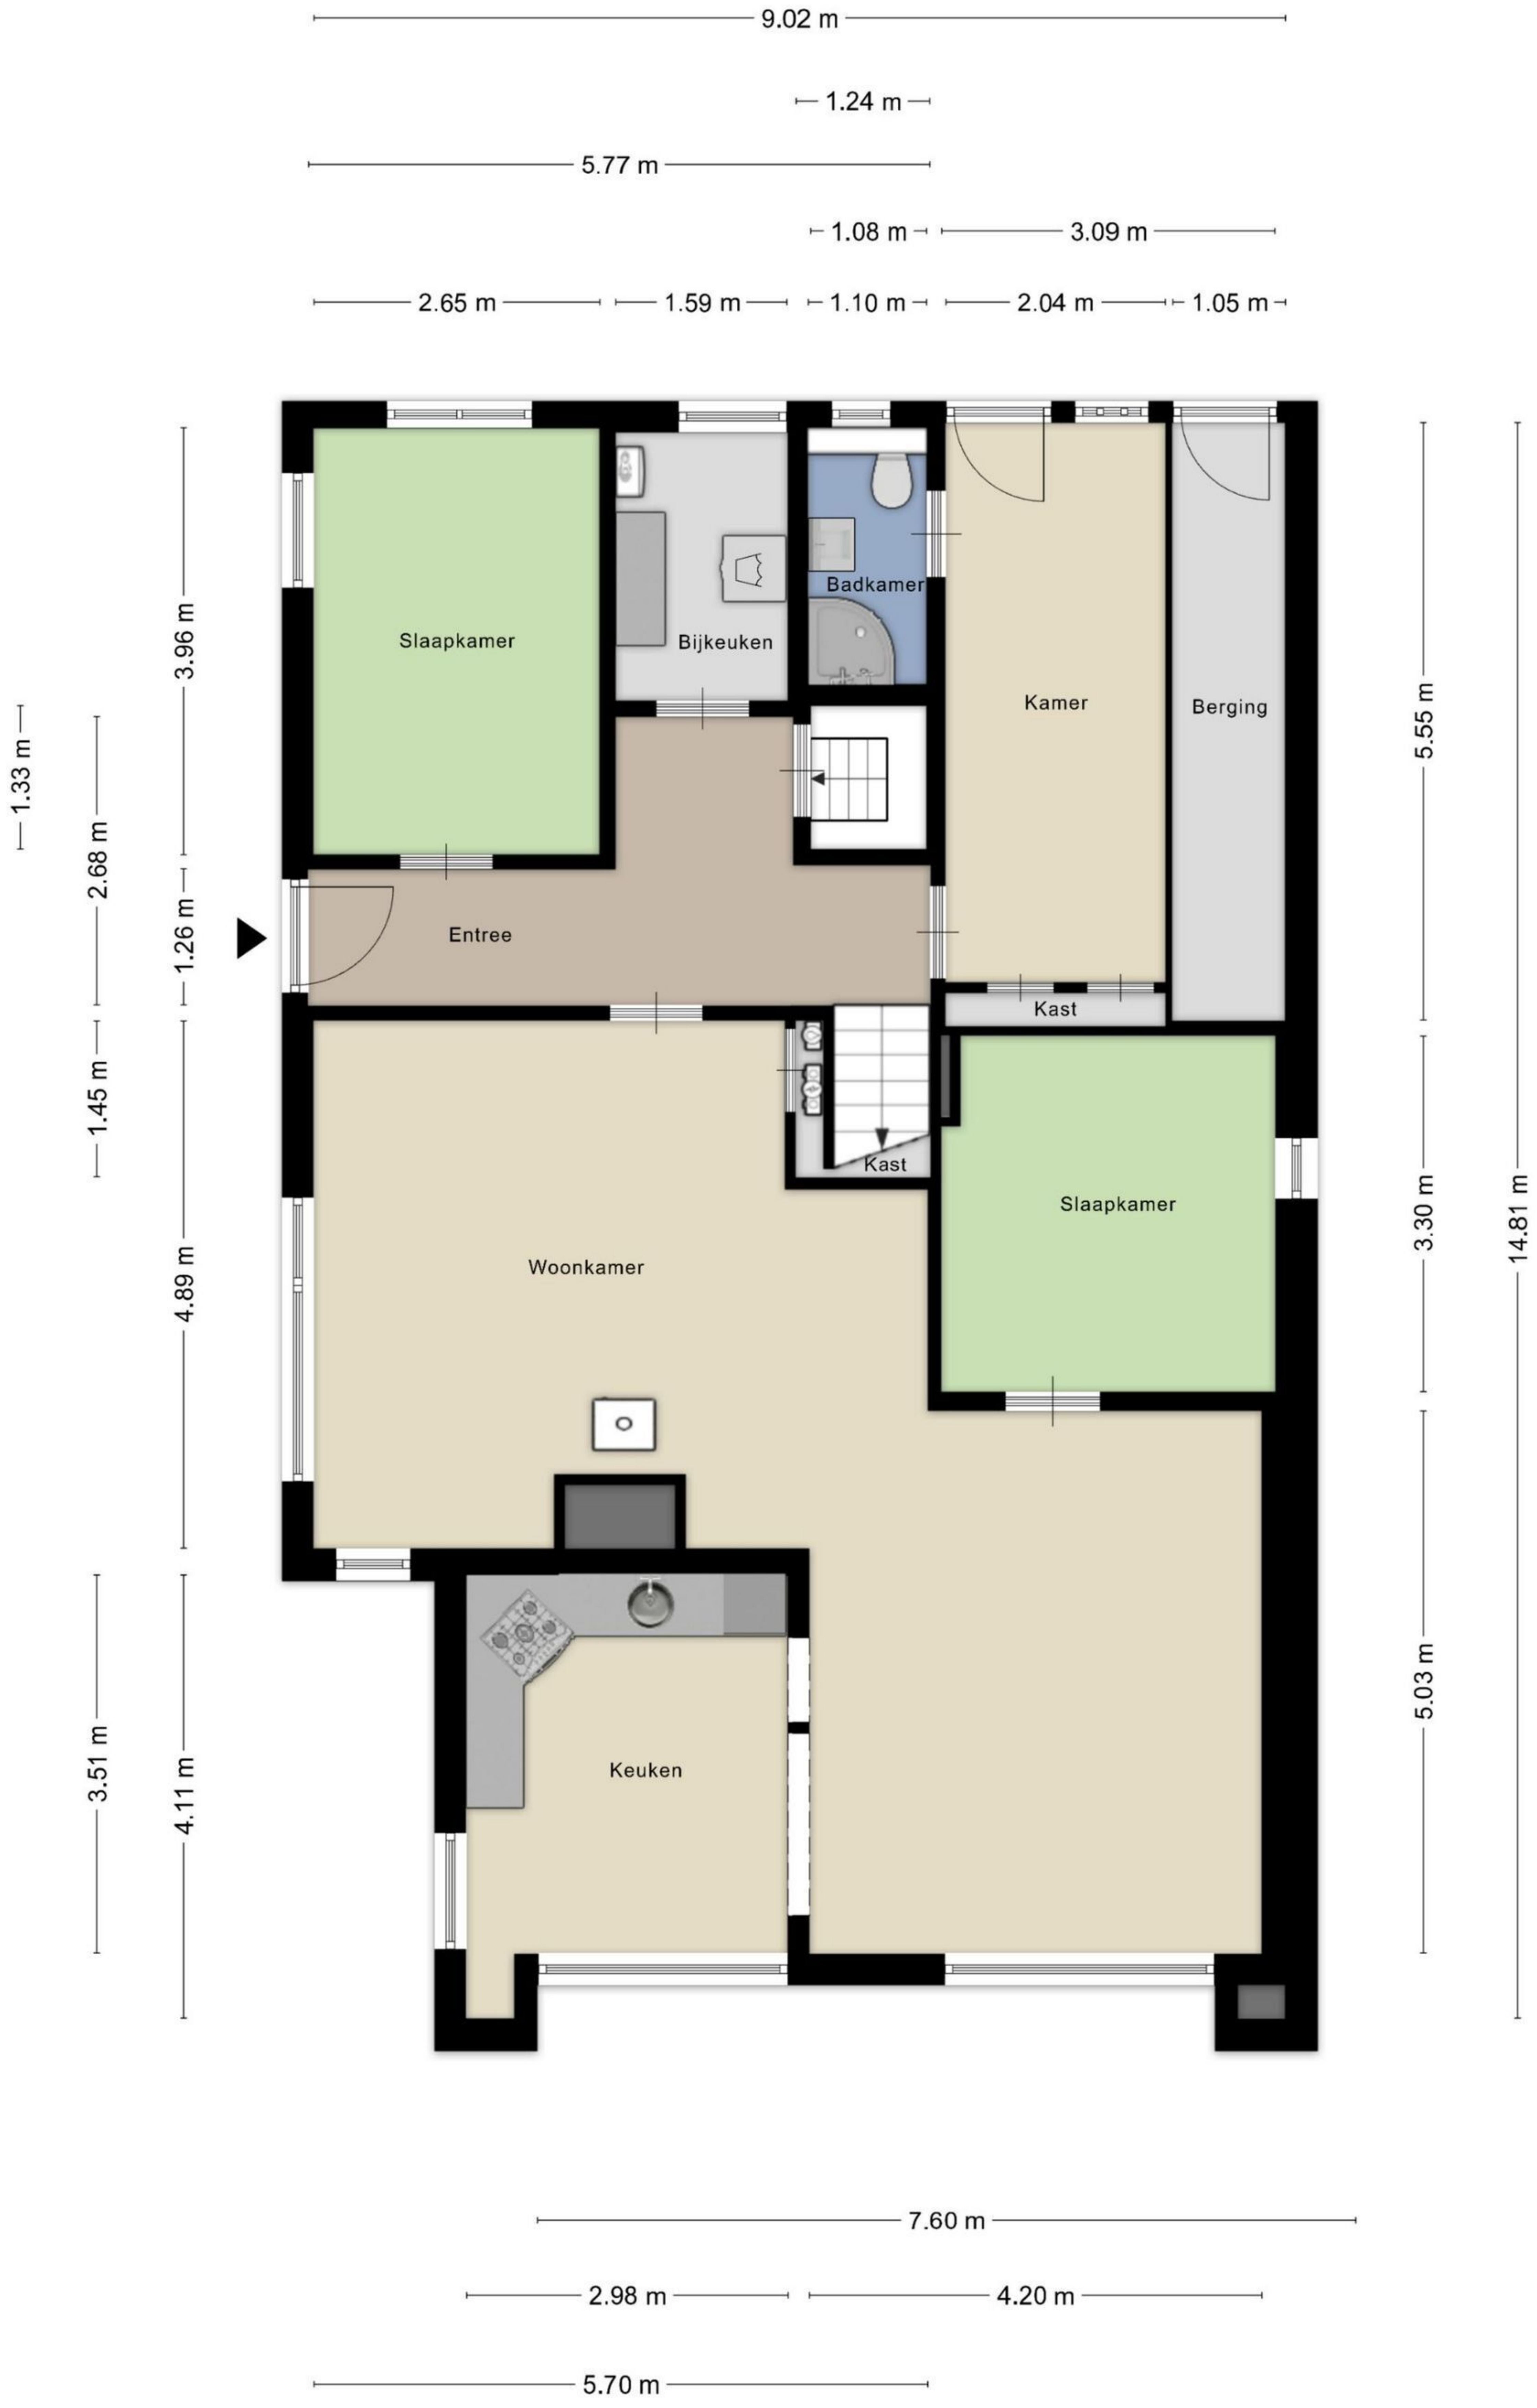 9.02 m
1.24 m
5.77 m
1.08 m
3.09 m
2.65 m
1.59 m
1.10 m
2.04 m
1.05 m
3.96 m
Slaapkamer
Bijkeuken
Badkamer
Kamer
Berging
5.55 m
1.33 m
2.68 m
1.26 m
Entree
Kast
1.45 m
Kast
Slaapkamer
3.30 m
14.81 m
4.89 m
Woonkamer
3.51 m
4.11 m
Keuken
5.03 m
7.60 m
2.98 m
4.20 m
5.70 m